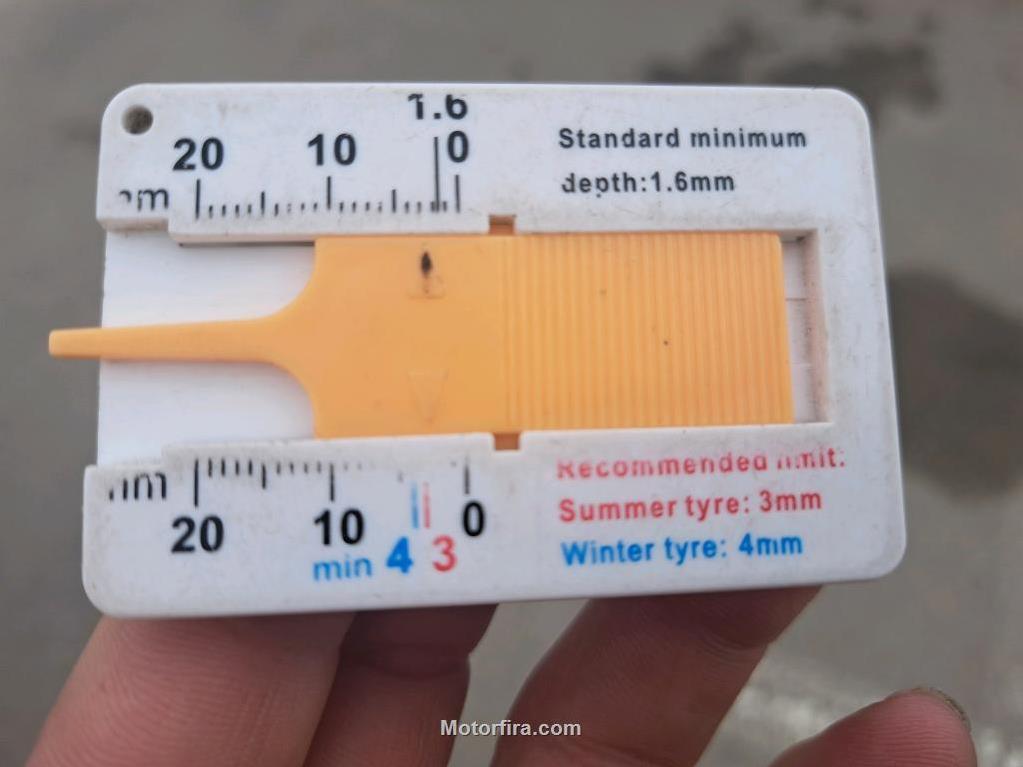 1.6
20 10 0
mm
Standard minimum
depth:1.6mm
mm
20 10 0
min 4 3
Recommended limit:
Summer tyre: 3mm
Winter tyre: 4mm
Motorfira.com